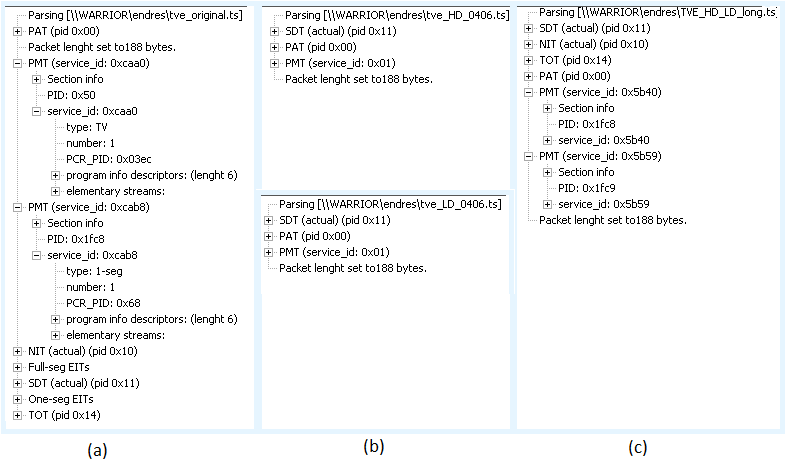 Parsing [\\WARRIOR\endres\tve_original.ts]
PAT (pid 0x00)
Packet lenght set to188 bytes.
PMT (service_id: 0xcaa0)
Section info
PID: 0x50
service_id: 0xcaa0
type: TV
number: 1
PCR_PID: 0x03ec
program info descriptors: (lenght 6)
elementary streams:
PMT (service_id: 0xcab8)
Section info
PID: 0x1fc8
service_id: 0xcab8
type: 1-seg
number: 1
PCR_PID: 0x68
program info descriptors: (lenght 6)
elementary streams:
NIT (actual) (pid 0x10)
Full-seg EITs
SDT (actual) (pid 0x11)
One-seg EITs
TOT (pid 0x14)
(a)
Parsing [\\WARRIOR\endres\tve_HD_0406.ts]
SDT (actual) (pid 0x11)
PAT (pid 0x00)
PMT (service_id: 0x01)
Packet lenght set to188 bytes.
Parsing [\\WARRIOR\endres\tve_LD_0406.ts]
SDT (actual) (pid 0x11)
PAT (pid 0x00)
PMT (service_id: 0x01)
Packet lenght set to188 bytes.
(b)
Parsing [\\WARRIOR\endres\TVE_HD_LD_long.ts]
SDT (actual) (pid 0x11)
NIT (actual) (pid 0x10)
TOT (pid 0x14)
PAT (pid 0x00)
PMT (service_id: 0x5b40)
Section info
PID: 0x1fc8
service_id: 0x5b40
PMT (service_id: 0x5b59)
Section info
PID: 0x1fc9
service_id: 0x5b59
Packet lenght set to188 bytes.
(c)